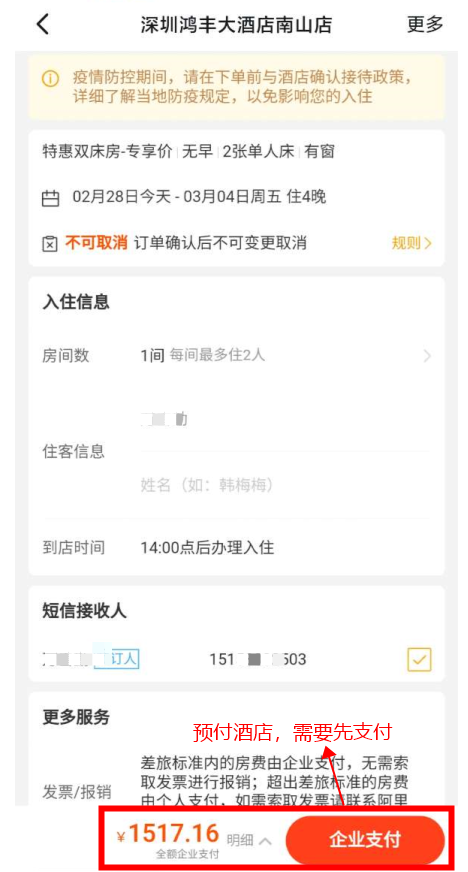 深圳鸿丰大酒店南山店 更多
疫情防控期间，请在下单前与酒店确认接待政策，
详细了解当地防疫规定，以免影响您的入住
特惠双床房-专享价 无早 2张单人床 有窗
02月28日今天 - 03月04日周五 住4晚
不可取消 订单确认后不可变更取消 规则
入住信息
房间数 1间 每间最多住2人
住客信息
姓名（如：韩梅梅）
到店时间 14:00点后办理入住
短信接收人
订人 151 503
更多服务
预付酒店，需要先支付
差旅标准内的房费由企业支付，无需索
取发票进行报销；超出差旅标准的房费
发票/报销
由个人支付，如需索取发票请联系阿里
¥1517.16 明细 企业支付
全额企业支付